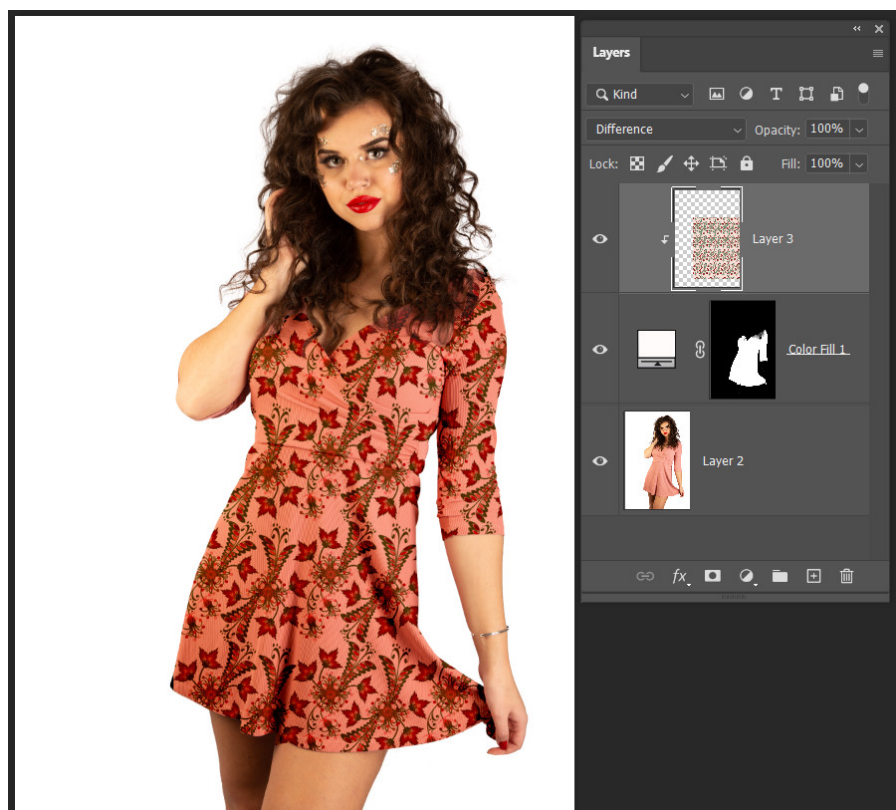 Layers
Kind
T
Difference
Opacity: 100%
Lock:
Fill: 100%
Layer 3
Color Fill 1
Layer 2
fx